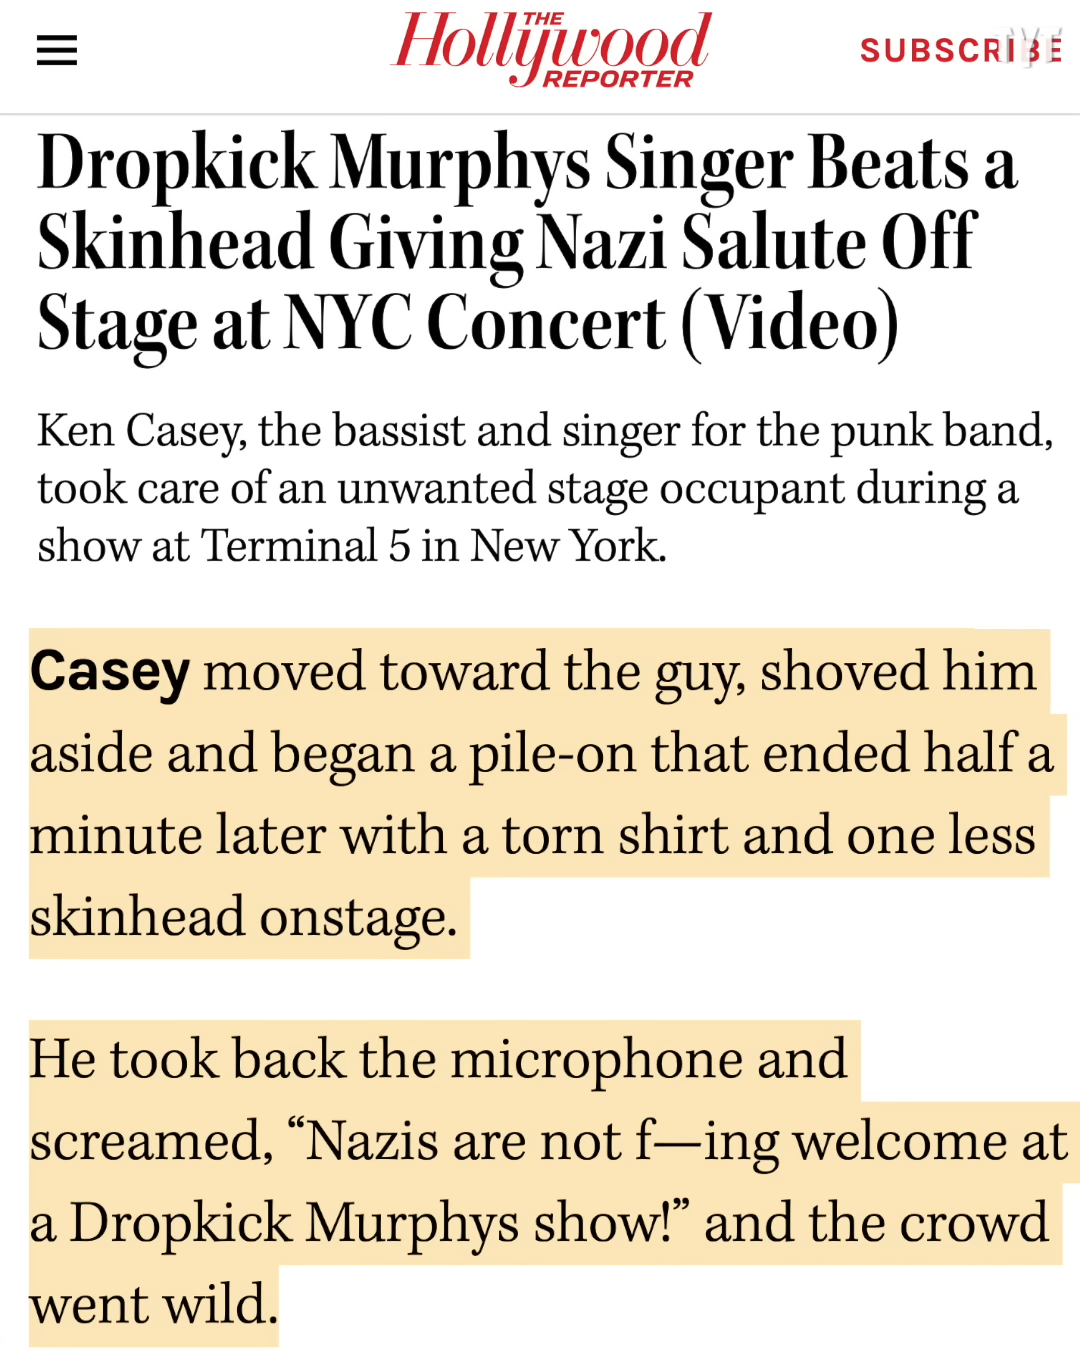 THE
Hollywood
REPORTER
SUBSCRIBE
TYT
Dropkick Murphys Singer Beats a
Skinhead Giving Nazi Salute Off
Stage at NYC Concert (Video)
Ken Casey, the bassist and singer for the punk band,
took care of an unwanted stage occupant during a
show at Terminal 5 in New York.
Casey moved toward the guy, shoved him
aside and began a pile-on that ended half a
minute later with a torn shirt and one less
skinhead onstage.
He took back the microphone and
screamed, “Nazis are not f—ing welcome at
a Dropkick Murphys show!” and the crowd
went wild.